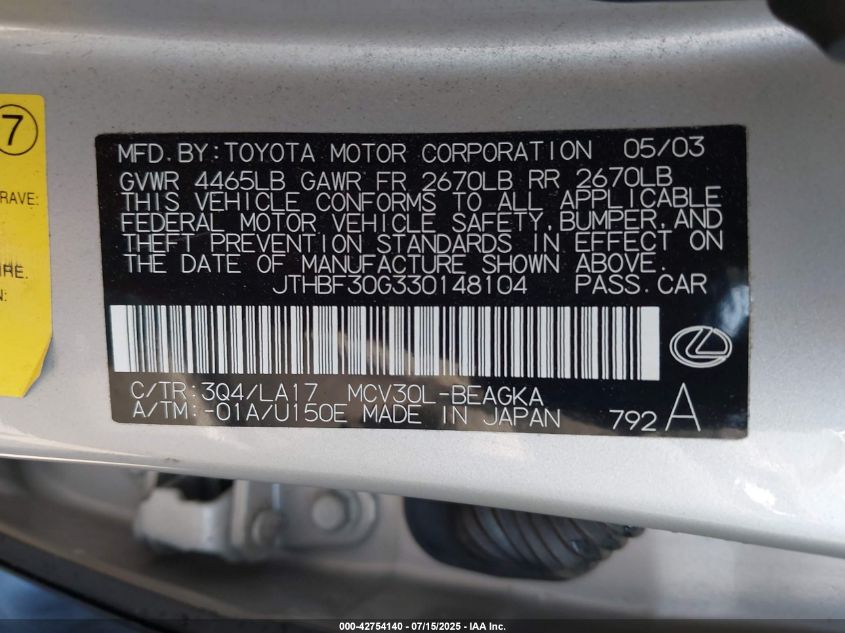 7
RAVE:
IRE.
N:
MFD.BY:TOYOTA MOTOR CORPORATION 05/03
GVWR 4465LB GAWR FR 2670LB RR 2670LB
THIS VEHICLE CONFORMS TO ALL APPLICABLE
FEDERAL MOTOR VEHICLE SAFETY,BUMPER,AND
THEFT PREVENTION STANDARDS IN EFFECT ON
THE DATE OF MANUFACTURE SHOWN ABOVE.
JTHBF30G330148104 PASS.CAR
C/TR:3Q4/LA17 MCV30L-BEAGKA
A/TM:-01A/U150E MADE IN JAPAN 792 A
000-42754140 - 07/15/2025 - IAA Inc.